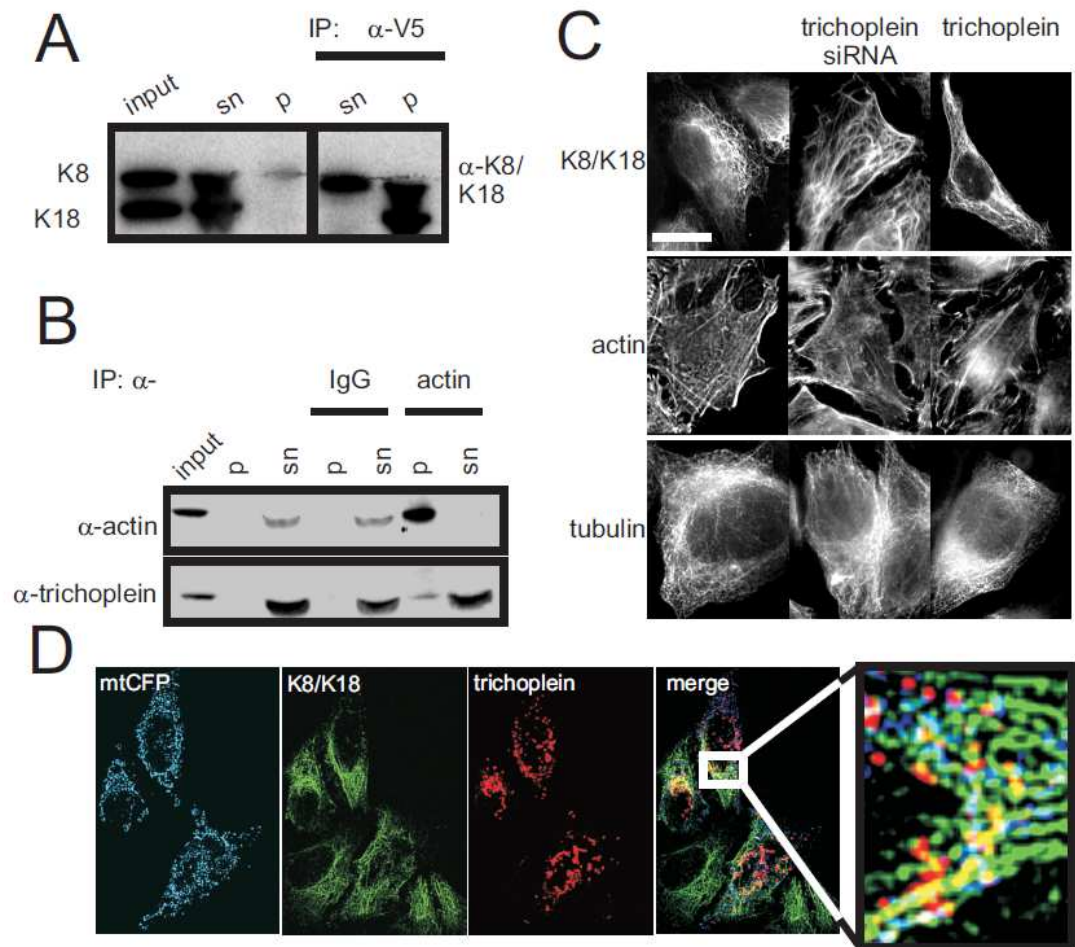 A
IP: α-V5
input sn p sn p
K8
K18
α-K8/
K18
B
IP: α- IgG actin
input p sn p sn p sn
α-actin
α-trichoplein
C
trichoplein
siRNA
trichoplein
K8/K18
actin
tubulin
D
mtCFP K8/K18 trichoplein merge